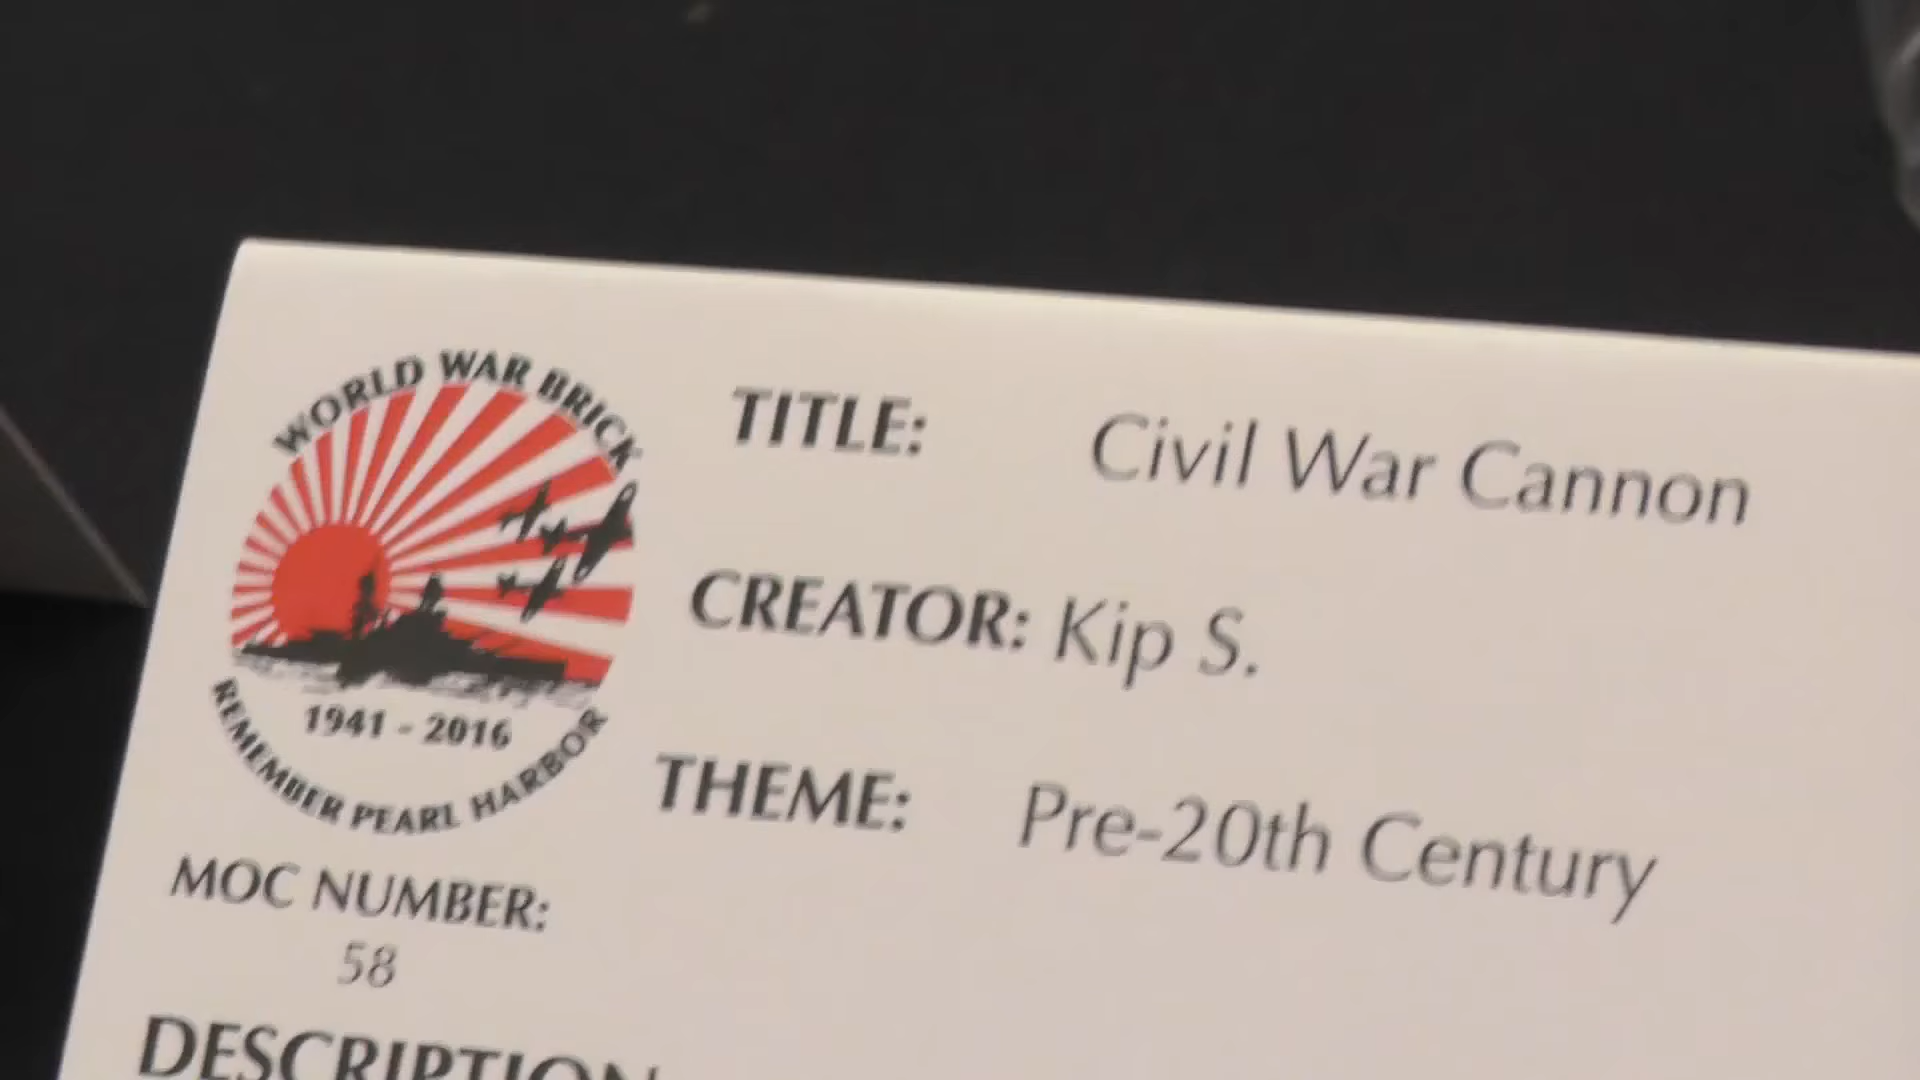 WORLD WAR BRICK
1941 - 2016
REMEMBER PEARL HARBOR
TITLE: Civil War Cannon
CREATOR: Kip S.
THEME: Pre-20th Century
MOC NUMBER:
58
DESCRIPTION